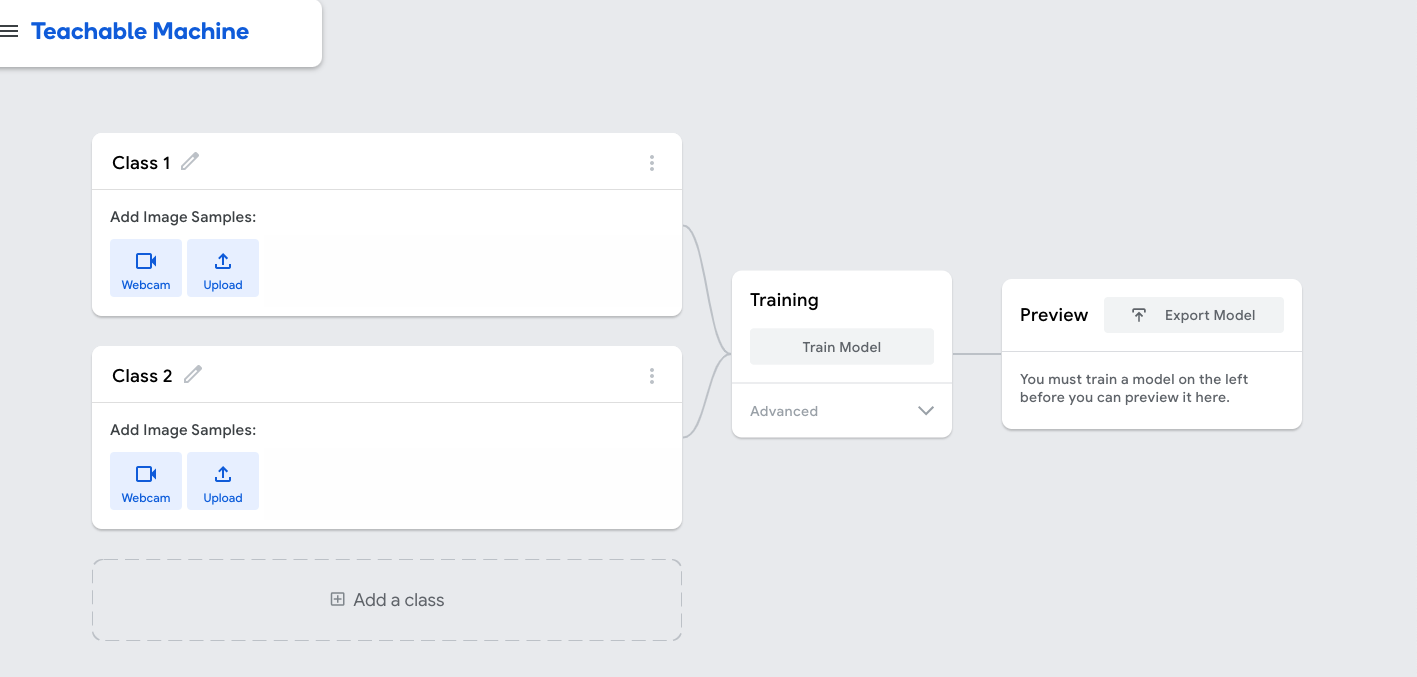 Teachable Machine
Class 1
Add Image Samples:
Webcam
Upload
Class 2
Add Image Samples:
Webcam
Upload
Add a class
Training
Train Model
Advanced
Preview
Export Model
You must train a model on the left
before you can preview it here.